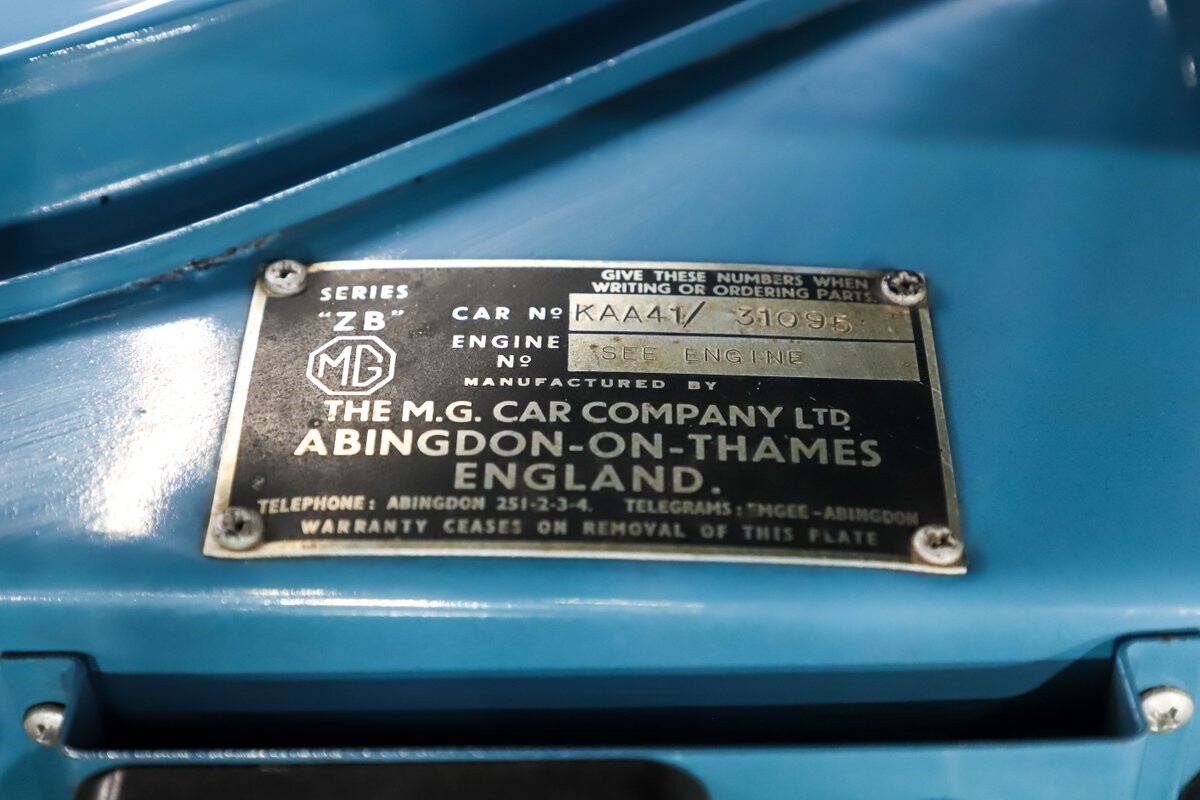 GIVE THESE NUMBERS WHEN
WRITING OR ORDERING PARTS.
SERIES
"ZB"
MG
CAR Nº KAA41/ 31095
ENGINE Nº SEE ENGINE
MANUFACTURED BY
THE M.G. CAR COMPANY LTD.
ABINGDON-ON-THAMES
ENGLAND.
TELEPHONE: ABINGDON 251-2-3-4. TELEGRAMS: EMGEE-ABINGDON
WARRANTY CEASES ON REMOVAL OF THIS PLATE